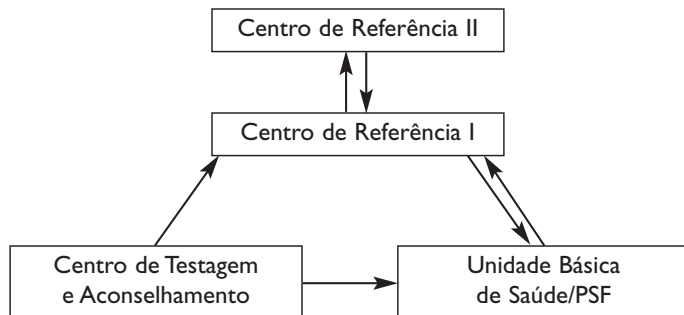 Centro de Referência II
Centro de Referência I
Centro de Testagem
e Aconselhamento
Unidade Básica
de Saúde/PSF